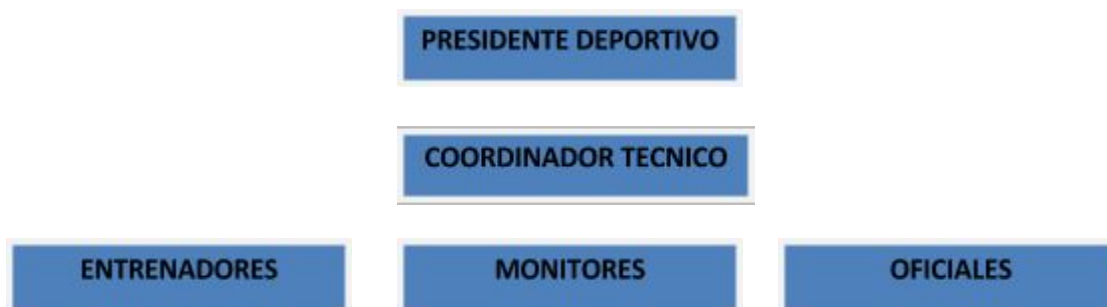 PRESIDENTE DEPORTIVO
COORDINADOR TECNICO
ENTRENADORES
MONITORES
OFICIALES